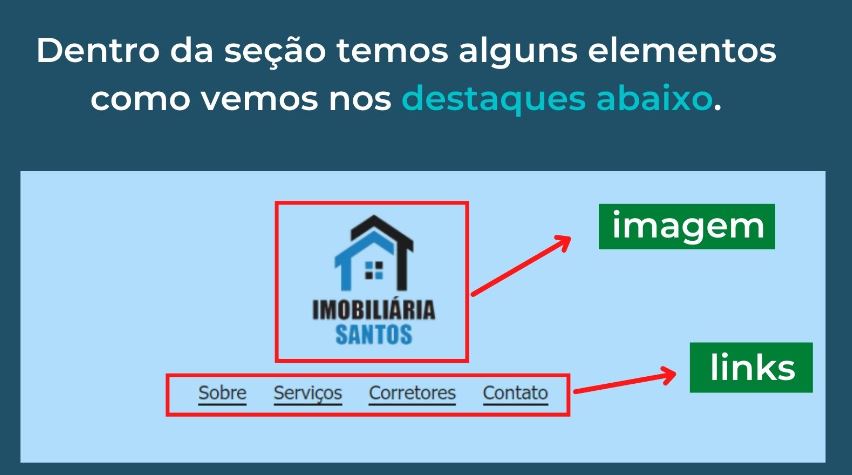 Dentro da seção temos alguns elementos
como vemos nos destaques abaixo.
imagem
IMOBILIÁRIA
SANTOS
links
Sobre Serviços Corretores Contato